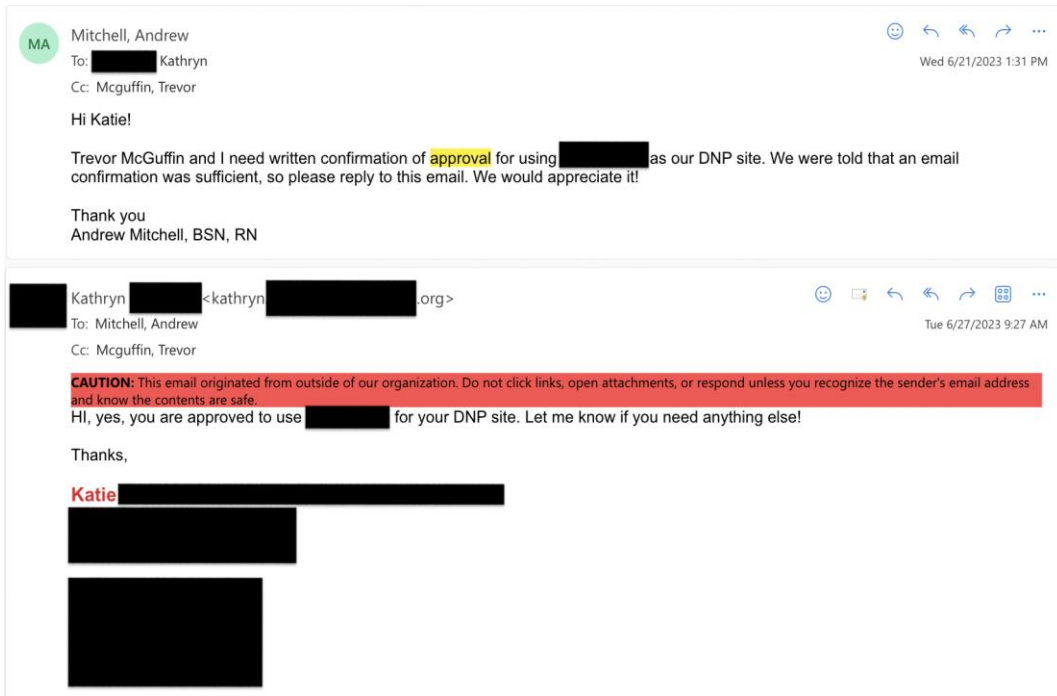 MA
Mitchell, Andrew
To: Kathryn
Wed 6/21/2023 1:31 PM
Cc: Mcguffin, Trevor
Hi Katie!
Trevor McGuffin and I need written confirmation of approval for using as our DNP site. We were told that an email
confirmation was sufficient, so please reply to this email. We would appreciate it!
Thank you
Andrew Mitchell, BSN, RN
Kathryn <kathryn .org>
To: Mitchell, Andrew
Tue 6/27/2023 9:27 AM
Cc: Mcguffin, Trevor
CAUTION: This email originated from outside of our organization. Do not click links, open attachments, or respond unless you recognize the sender's email address
and know the contents are safe.
HI, yes, you are approved to use for your DNP site. Let me know if you need anything else!
Thanks,
Katie